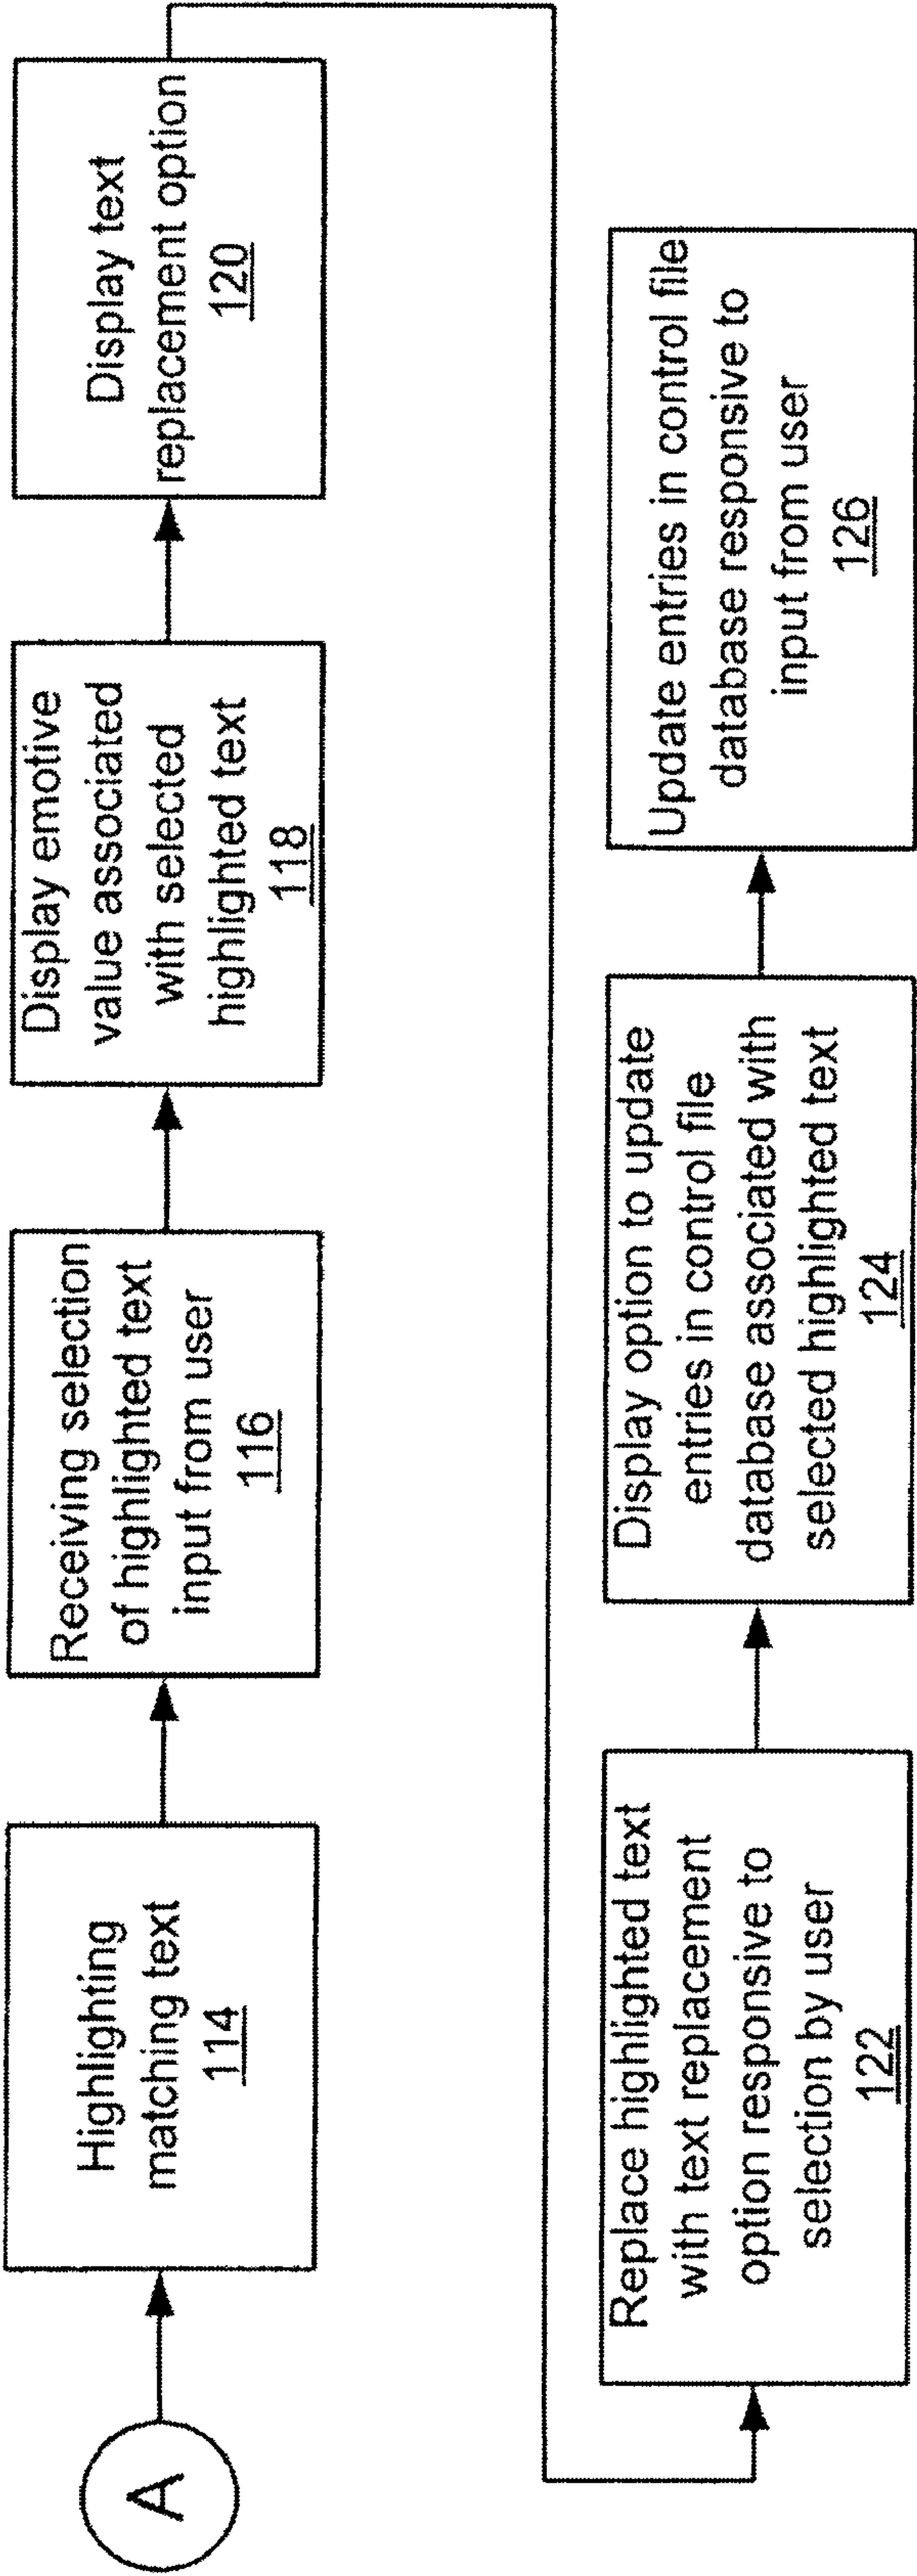 A
Highlighting
matching text
114
Receiving selection
of highlighted text
input from user
116
Display emotive
value associated
with selected
highlighted text
118
Display text
replacement option
120
Replace highlighted text
with text replacement
option responsive to
selection by user
122
Display option to update
entries in control file
database associated with
selected highlighted text
124
Update entries in control file
database responsive to
input from user
126